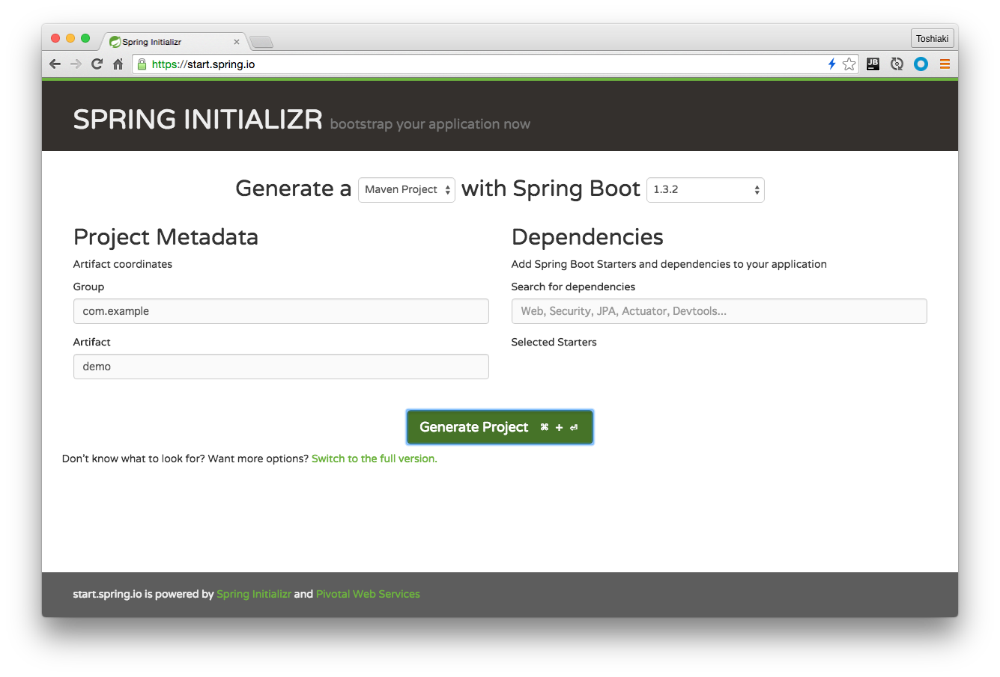 Spring Initializr
Toshiaki
https://start.spring.io
JB
SPRING INITIALIZR bootstrap your application now
Generate a Maven Project with Spring Boot 1.3.2
Project Metadata
Artifact coordinates
Group
com.example
Artifact
demo
Dependencies
Add Spring Boot Starters and dependencies to your application
Search for dependencies
Web, Security, JPA, Actuator, Devtools...
Selected Starters
Generate Project ⌘ + ⏎
Don't know what to look for? Want more options? Switch to the full version.
start.spring.io is powered by Spring Initializr and Pivotal Web Services